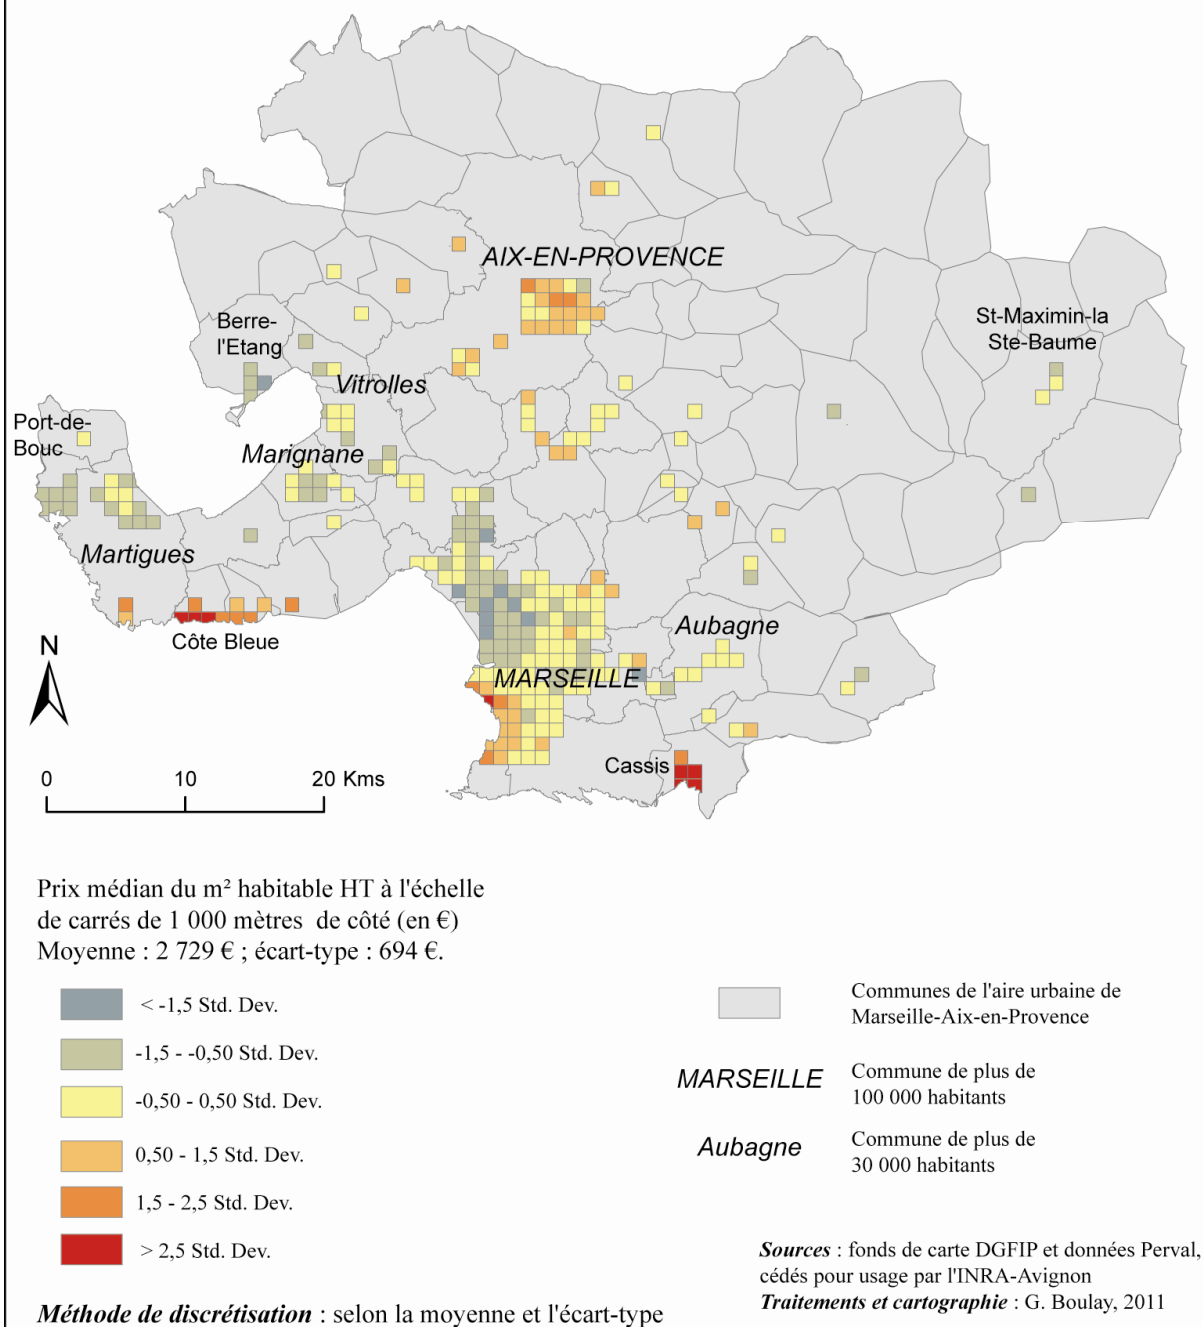 AIX-EN-PROVENCE
Berre-
l'Etang
St-Maximin-la
Ste-Baume
Vitrolles
Port-de-
Bouc
Marignane
Martigues
Côte Bleue
Aubagne
N
MARSEILLE
Cassis
0 10 20 Kms
Prix médian du m² habitable HT à l'échelle
de carrés de 1 000 mètres de côté (en €)
Moyenne : 2 729 € ; écart-type : 694 €.
< -1,5 Std. Dev.
-1,5 - -0,50 Std. Dev.
-0,50 - 0,50 Std. Dev.
0,50 - 1,5 Std. Dev.
1,5 - 2,5 Std. Dev.
> 2,5 Std. Dev.
Communes de l'aire urbaine de
Marseille-Aix-en-Provence
MARSEILLE
Commune de plus de
100 000 habitants
Aubagne
Commune de plus de
30 000 habitants
Sources : fonds de carte DGFIP et données Perval,
cédés pour usage par l'INRA-Avignon
Traitements et cartographie : G. Boulay, 2011
Méthode de discrétisation : selon la moyenne et l'écart-type